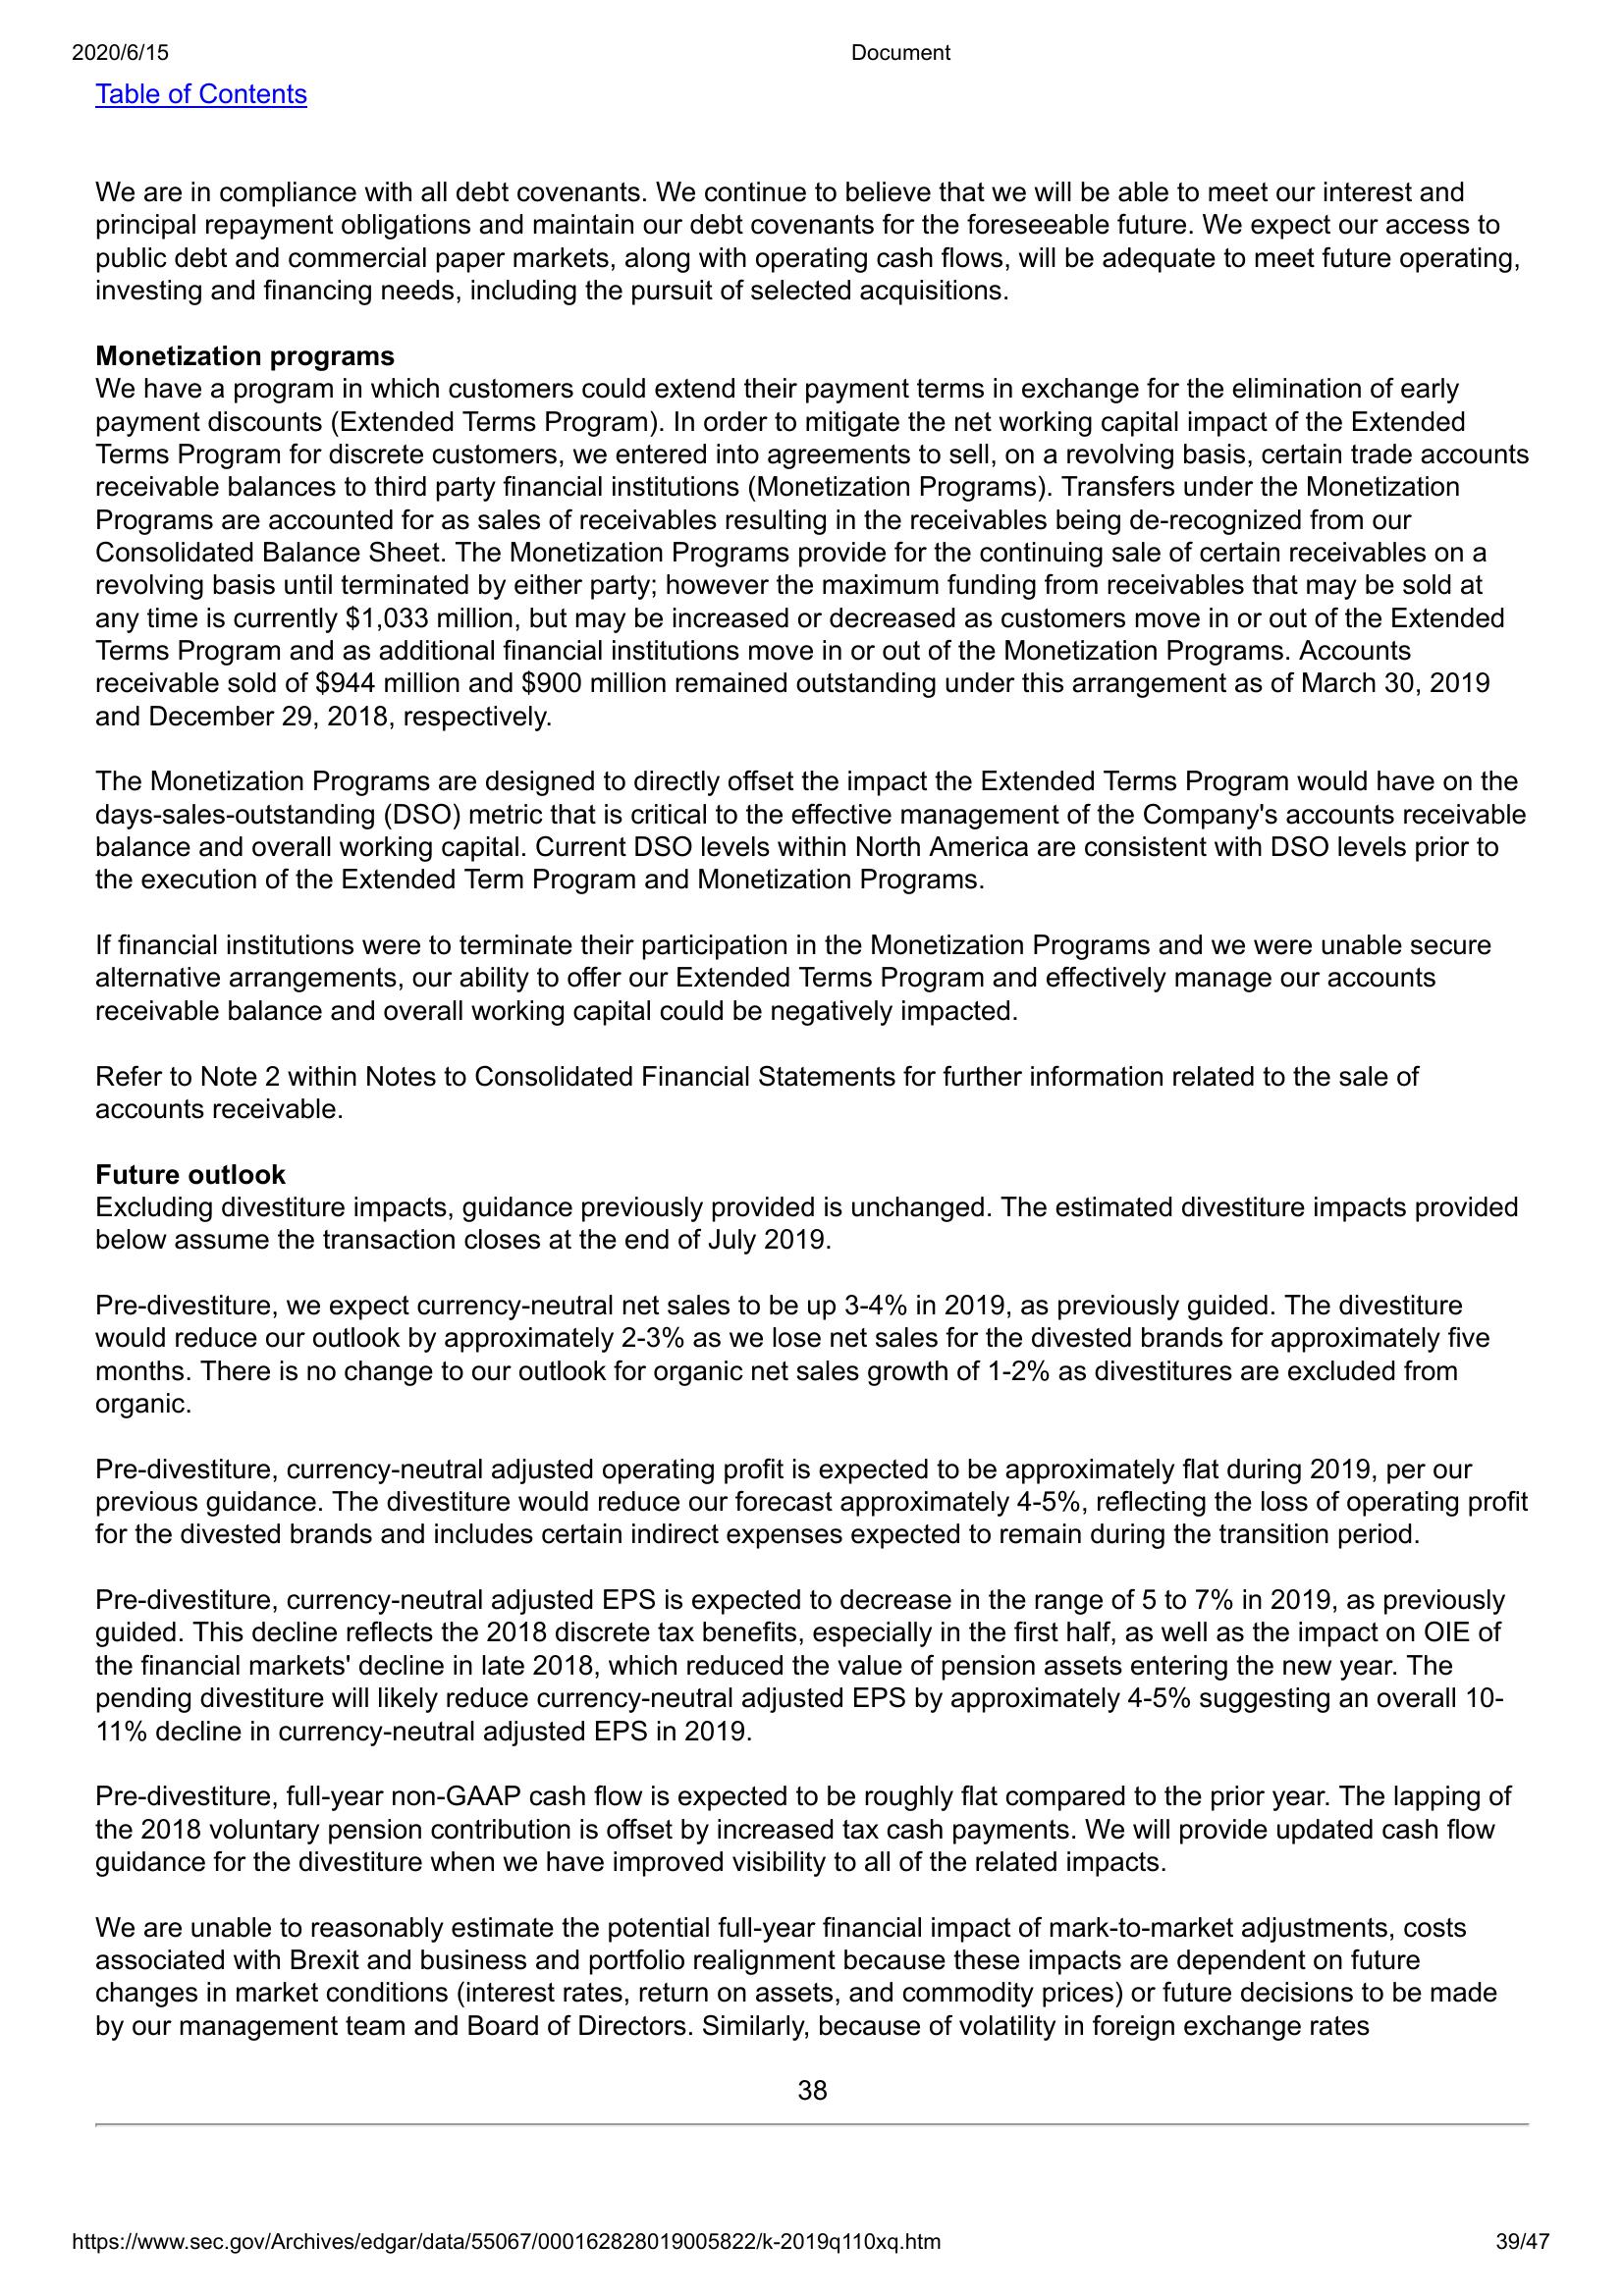 2020/6/15 Document
Table of Contents
We are in compliance with all debt covenants. We continue to believe that we will be able to meet our interest and
principal repayment obligations and maintain our debt covenants for the foreseeable future. We expect our access to
public debt and commercial paper markets, along with operating cash flows, will be adequate to meet future operating,
investing and financing needs, including the pursuit of selected acquisitions.
Monetization programs
We have a program in which customers could extend their payment terms in exchange for the elimination of early
payment discounts (Extended Terms Program). In order to mitigate the net working capital impact of the Extended
Terms Program for discrete customers, we entered into agreements to sell, on a revolving basis, certain trade accounts
receivable balances to third party financial institutions (Monetization Programs). Transfers under the Monetization
Programs are accounted for as sales of receivables resulting in the receivables being de-recognized from our
Consolidated Balance Sheet. The Monetization Programs provide for the continuing sale of certain receivables on a
revolving basis until terminated by either party; however the maximum funding from receivables that may be sold at
any time is currently $1,033 million, but may be increased or decreased as customers move in or out of the Extended
Terms Program and as additional financial institutions move in or out of the Monetization Programs. Accounts
receivable sold of $944 million and $900 million remained outstanding under this arrangement as of March 30, 2019
and December 29, 2018, respectively.
The Monetization Programs are designed to directly offset the impact the Extended Terms Program would have on the
days-sales-outstanding (DSO) metric that is critical to the effective management of the Company's accounts receivable
balance and overall working capital. Current DSO levels within North America are consistent with DSO levels prior to
the execution of the Extended Term Program and Monetization Programs.
If financial institutions were to terminate their participation in the Monetization Programs and we were unable secure
alternative arrangements, our ability to offer our Extended Terms Program and effectively manage our accounts
receivable balance and overall working capital could be negatively impacted.
Refer to Note 2 within Notes to Consolidated Financial Statements for further information related to the sale of
accounts receivable.
Future outlook
Excluding divestiture impacts, guidance previously provided is unchanged. The estimated divestiture impacts provided
below assume the transaction closes at the end of July 2019.
Pre-divestiture, we expect currency-neutral net sales to be up 3-4% in 2019, as previously guided. The divestiture
would reduce our outlook by approximately 2-3% as we lose net sales for the divested brands for approximately five
months. There is no change to our outlook for organic net sales growth of 1-2% as divestitures are excluded from
organic.
Pre-divestiture, currency-neutral adjusted operating profit is expected to be approximately flat during 2019, per our
previous guidance. The divestiture would reduce our forecast approximately 4-5%, reflecting the loss of operating profit
for the divested brands and includes certain indirect expenses expected to remain during the transition period.
Pre-divestiture, currency-neutral adjusted EPS is expected to decrease in the range of 5 to 7% in 2019, as previously
guided. This decline reflects the 2018 discrete tax benefits, especially in the first half, as well as the impact on OIE of
the financial markets' decline in late 2018, which reduced the value of pension assets entering the new year. The
pending divestiture will likely reduce currency-neutral adjusted EPS by approximately 4-5% suggesting an overall 10-
11% decline in currency-neutral adjusted EPS in 2019.
Pre-divestiture, full-year non-GAAP cash flow is expected to be roughly flat compared to the prior year. The lapping of
the 2018 voluntary pension contribution is offset by increased tax cash payments. We will provide updated cash flow
guidance for the divestiture when we have improved visibility to all of the related impacts.
We are unable to reasonably estimate the potential full-year financial impact of mark-to-market adjustments, costs
associated with Brexit and business and portfolio realignment because these impacts are dependent on future
changes in market conditions (interest rates, return on assets, and commodity prices) or future decisions to be made
by our management team and Board of Directors. Similarly, because of volatility in foreign exchange rates
38
https://www.sec.gov/Archives/edgar/data/55067/000162828019005822/k-2019q110xq.htm 39/47